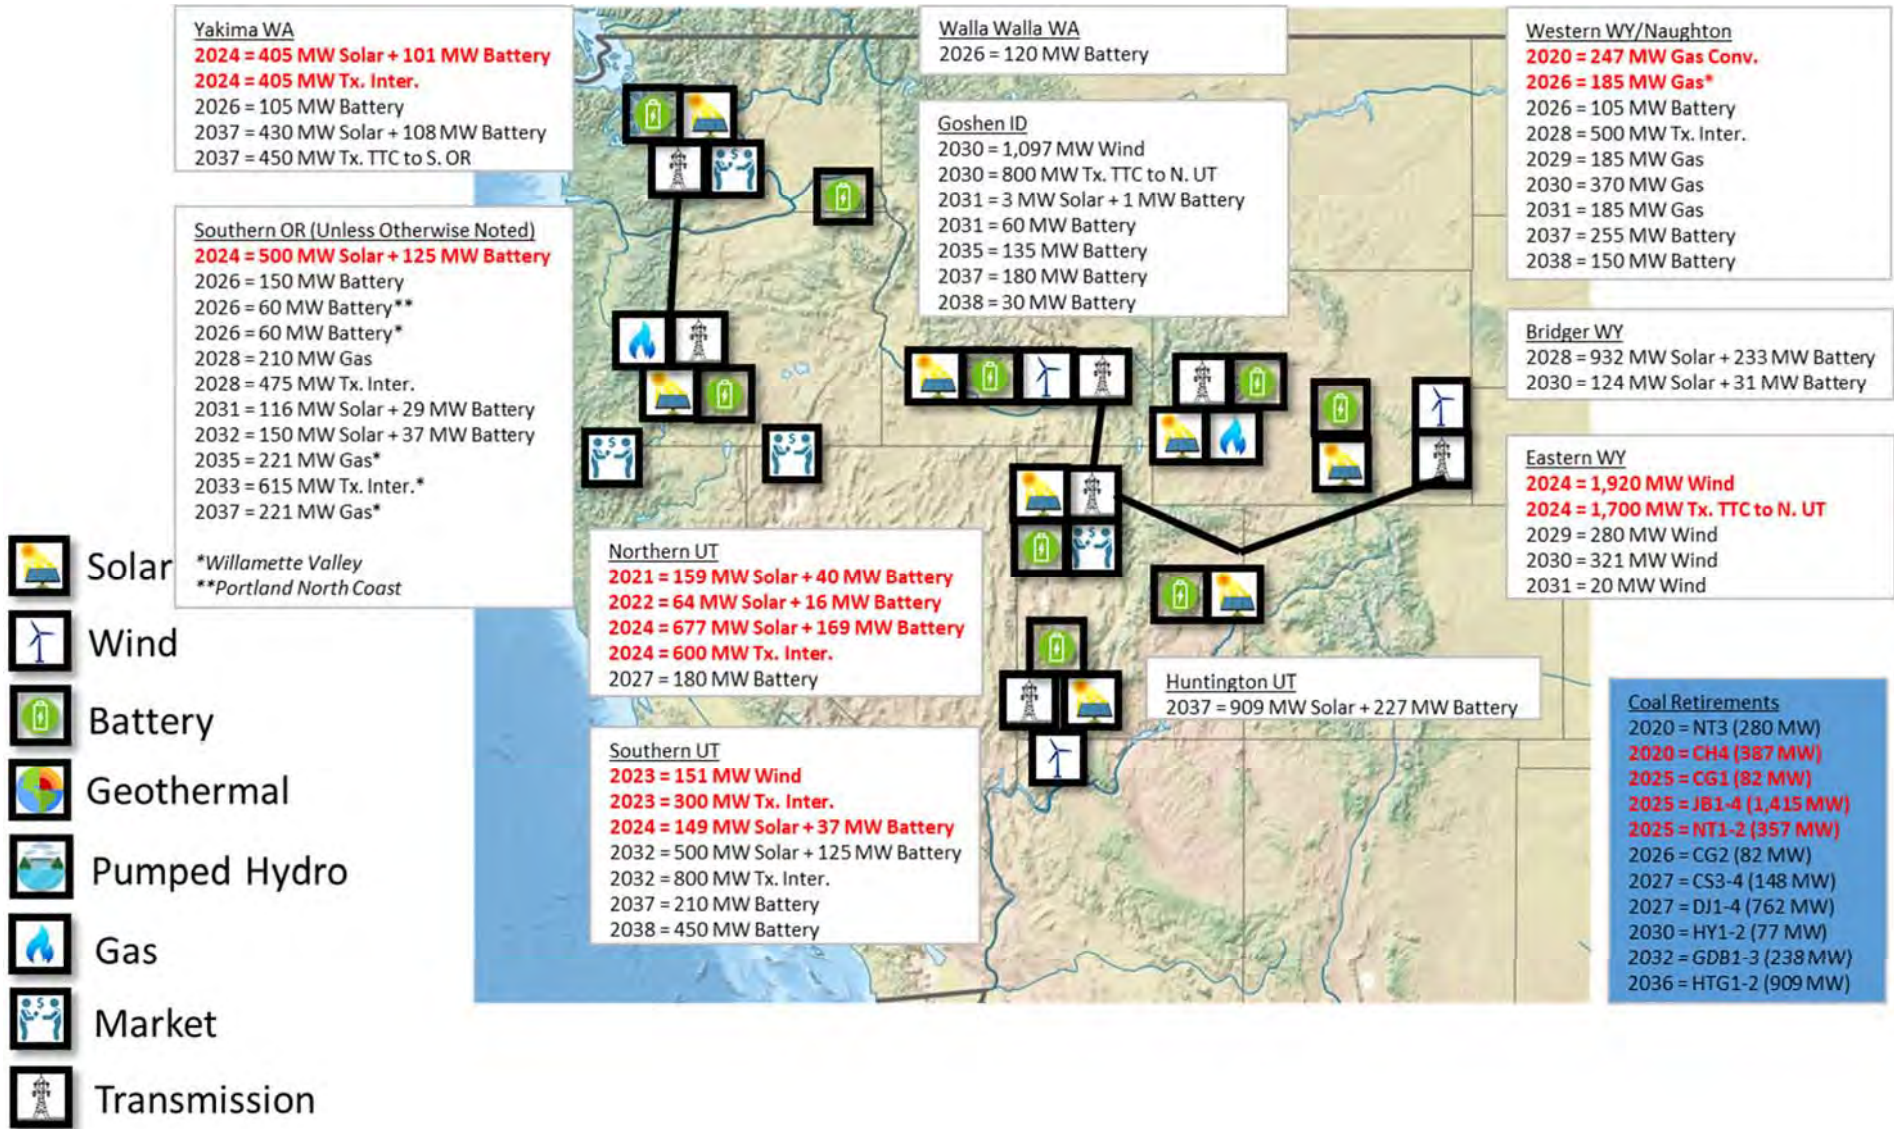 Yakima WA
2024 = 405 MW Solar + 101 MW Battery
2024 = 405 MW Tx. Inter.
2026 = 105 MW Battery
2037 = 430 MW Solar + 108 MW Battery
2037 = 450 MW Tx. TTC to S. OR
Southern OR (Unless Otherwise Noted)
2024 = 500 MW Solar + 125 MW Battery
2026 = 150 MW Battery
2026 = 60 MW Battery**
2026 = 60 MW Battery*
2028 = 210 MW Gas
2028 = 475 MW Tx. Inter.
2031 = 116 MW Solar + 29 MW Battery
2032 = 150 MW Solar + 37 MW Battery
2035 = 221 MW Gas*
2033 = 615 MW Tx. Inter.*
2037 = 221 MW Gas*
*Willamette Valley
**Portland North Coast
Walla Walla WA
2026 = 120 MW Battery
Goshen ID
2030 = 1,097 MW Wind
2030 = 800 MW Tx. TTC to N. UT
2031 = 3 MW Solar + 1 MW Battery
2031 = 60 MW Battery
2035 = 135 MW Battery
2037 = 180 MW Battery
2038 = 30 MW Battery
Western WY/Naughton
2020 = 247 MW Gas Conv.
2026 = 185 MW Gas*
2026 = 105 MW Battery
2028 = 500 MW Tx. Inter.
2029 = 185 MW Gas
2030 = 370 MW Gas
2031 = 185 MW Gas
2037 = 255 MW Battery
2038 = 150 MW Battery
Bridger WY
2028 = 932 MW Solar + 233 MW Battery
2030 = 124 MW Solar + 31 MW Battery
Eastern WY
2024 = 1,920 MW Wind
2024 = 1,700 MW Tx. TTC to N. UT
2029 = 280 MW Wind
2030 = 321 MW Wind
2031 = 20 MW Wind
Northern UT
2021 = 159 MW Solar + 40 MW Battery
2022 = 64 MW Solar + 16 MW Battery
2024 = 677 MW Solar + 169 MW Battery
2024 = 600 MW Tx. Inter.
2027 = 180 MW Battery
Southern UT
2023 = 151 MW Wind
2023 = 300 MW Tx. Inter.
2024 = 149 MW Solar + 37 MW Battery
2032 = 500 MW Solar + 125 MW Battery
2032 = 800 MW Tx. Inter.
2037 = 210 MW Battery
2038 = 450 MW Battery
Huntington UT
2037 = 909 MW Solar + 227 MW Battery
Coal Retirements
2020 = NT3 (280 MW)
2020 = CH4 (387 MW)
2025 = CG1 (82 MW)
2025 = JB1-4 (1,415 MW)
2025 = NT1-2 (357 MW)
2026 = CG2 (82 MW)
2027 = CS3-4 (148 MW)
2027 = DJ1-4 (762 MW)
2030 = HY1-2 (77 MW)
2032 = GDB1-3 (238 MW)
2036 = HTG1-2 (909 MW)
Solar
Wind
Battery
Geothermal
Pumped Hydro
Gas
Market
Transmission